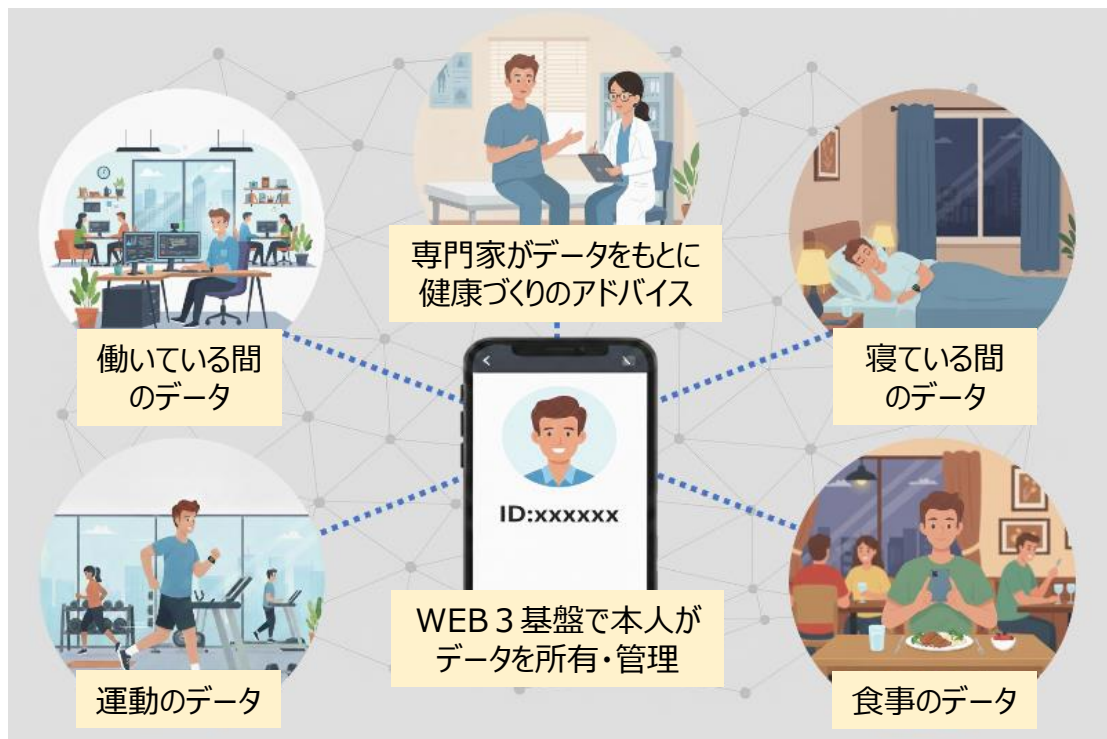 専門家がデータをもとに
健康づくりのアドバイス
働いている間
のデータ
寝ている間
のデータ
ID:xxxxxx
WEB３基盤で本人が
データを所有・管理
運動のデータ
食事のデータ